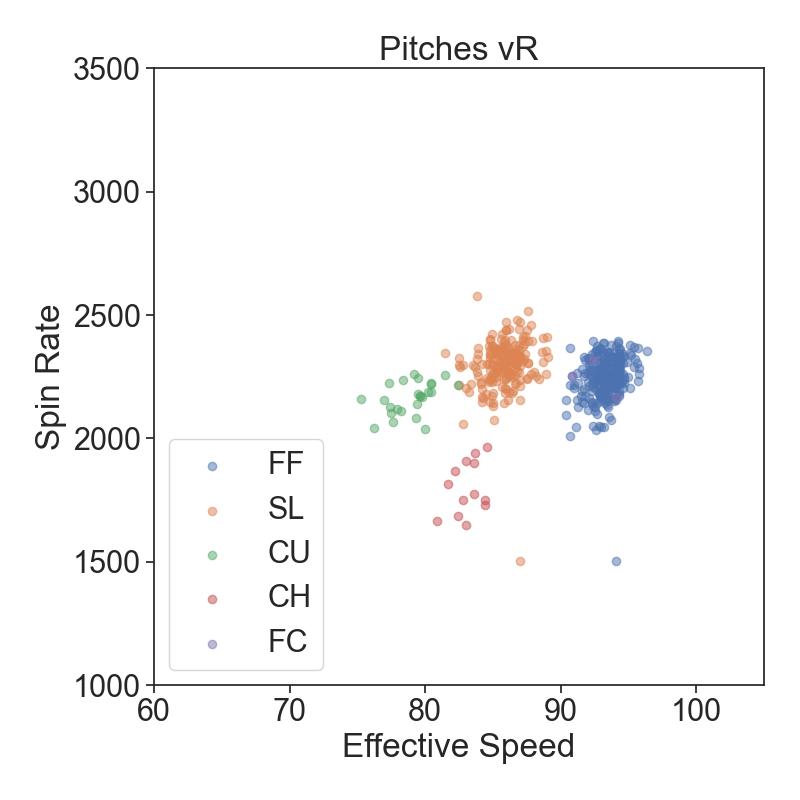 Pitches vR
3500
3000
2500
2000
1500
1000
Spin Rate
FF
SL
CU
CH
FC
60 70 80 90 100
Effective Speed